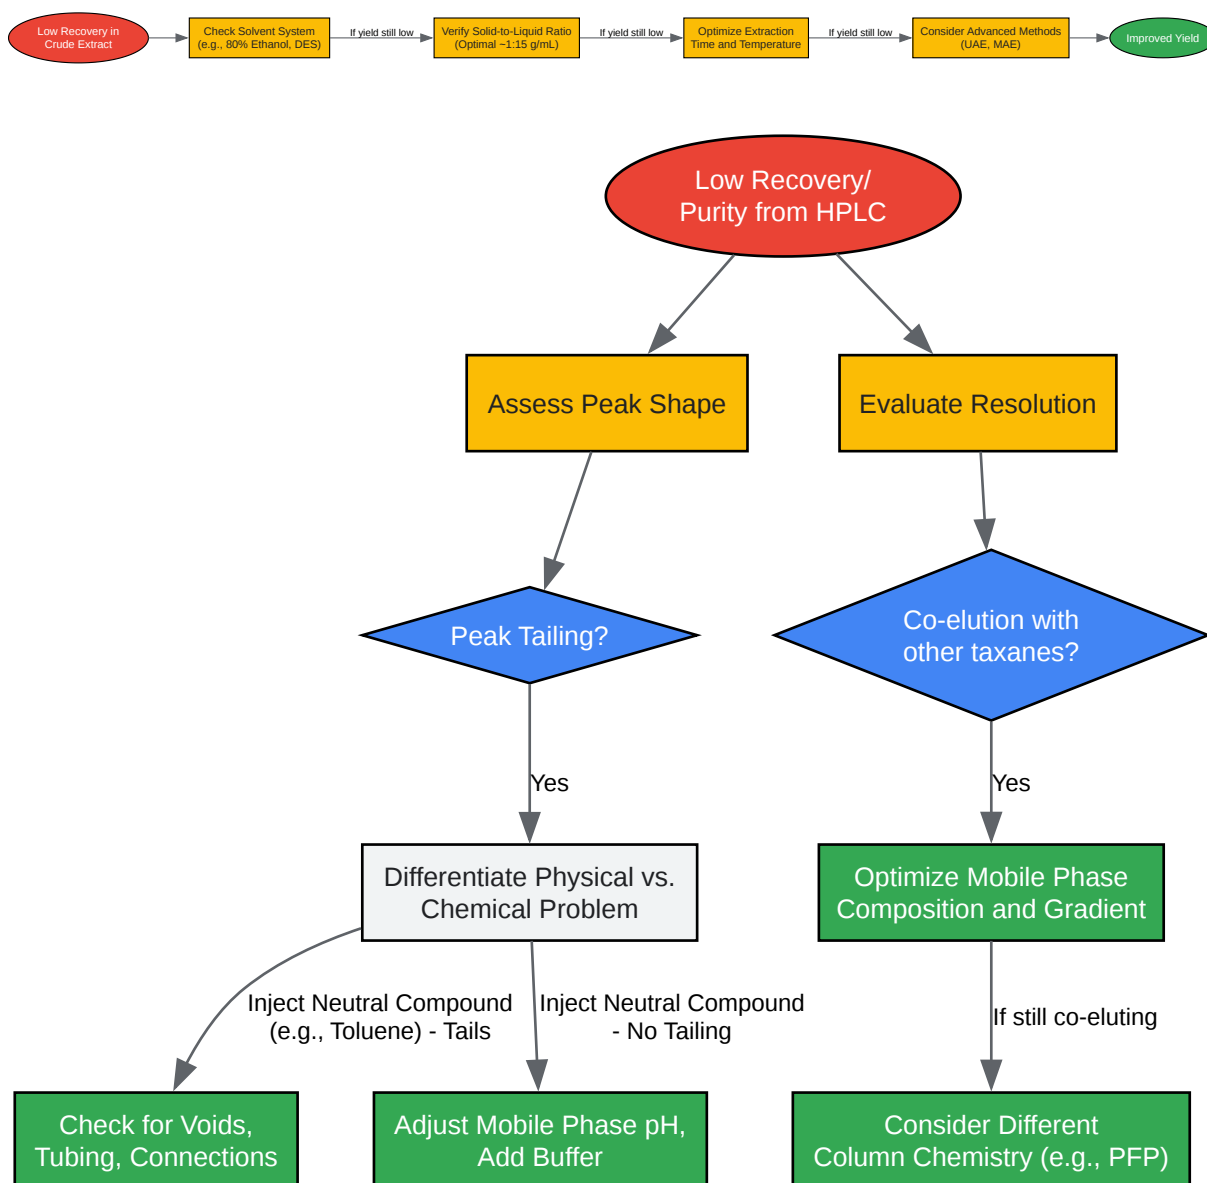 Low Recovery in
Crude Extract
Check Solvent System
(e.g., 80% Ethanol, DES)
If yield still low
Verify Solid-to-Liquid Ratio
(Optimal ~1:15 g/mL)
If yield still low
Optimize Extraction
Time and Temperature
If yield still low
Consider Advanced Methods
(UAE, MAE)
Improved Yield
Low Recovery/
Purity from HPLC
Assess Peak Shape
Evaluate Resolution
Peak Tailing?
Co-elution with
other taxanes?
Yes
Yes
Differentiate Physical vs.
Chemical Problem
Optimize Mobile Phase
Composition and Gradient
Inject Neutral Compound
(e.g., Toluene) - Tails
Inject Neutral Compound
- No Tailing
If still co-eluting
Check for Voids,
Tubing, Connections
Adjust Mobile Phase pH,
Add Buffer
Consider Different
Column Chemistry (e.g., PFP)